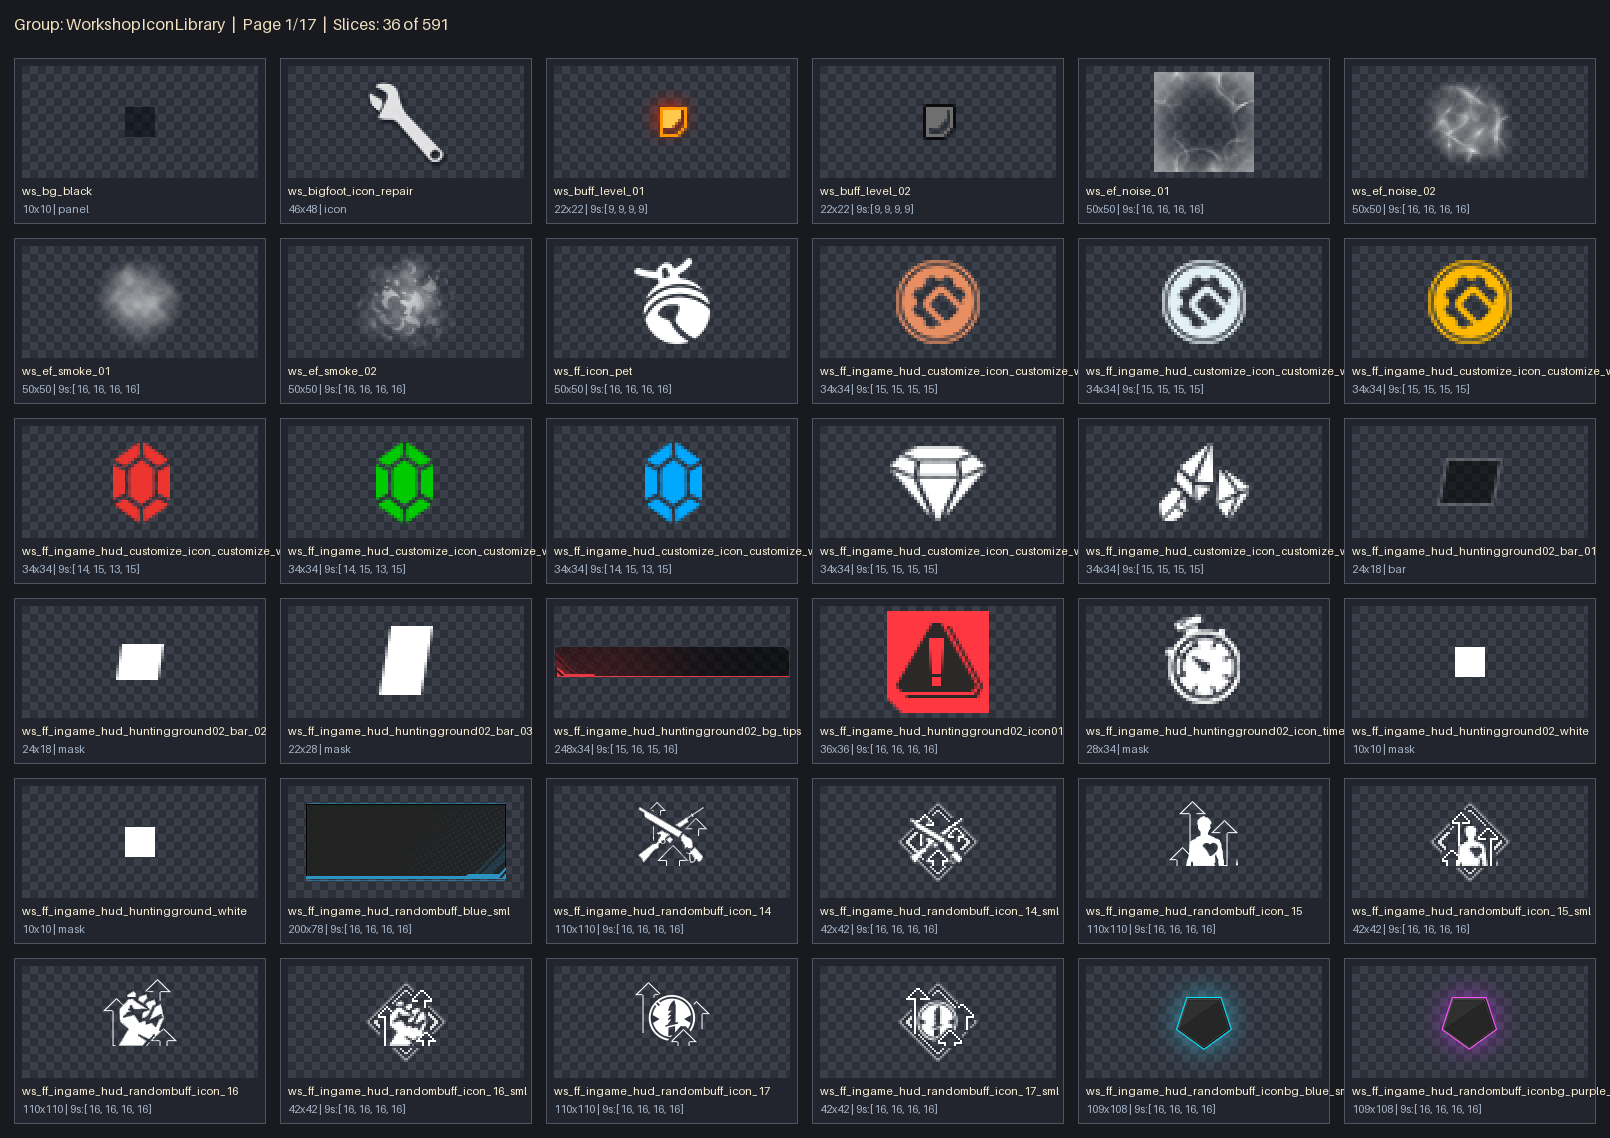 Group: WorkshopIconLibrary | Page 1/17 | Slices: 36 of 591
ws_bg_black
10x10 | panel
ws_bigfoot_icon_repair
46x48 | icon
ws_buff_level_01
22x22 | 9s:[9, 9, 9, 9]
ws_buff_level_02
22x22 | 9s:[9, 9, 9, 9]
ws_ef_noise_01
50x50 | 9s:[16, 16, 16, 16]
ws_ef_noise_02
50x50 | 9s:[16, 16, 16, 16]
ws_ef_smoke_01
50x50 | 9s:[16, 16, 16, 16]
ws_ef_smoke_02
50x50 | 9s:[16, 16, 16, 16]
ws_ff_icon_pet
50x50 | 9s:[16, 16, 16, 16]
ws_ff_ingame_hud_customize_icon_customize_w
34x34 | 9s:[15, 15, 15, 15]
ws_ff_ingame_hud_customize_icon_customize_w
34x34 | 9s:[15, 15, 15, 15]
ws_ff_ingame_hud_customize_icon_customize_w
34x34 | 9s:[15, 15, 15, 15]
ws_ff_ingame_hud_customize_icon_customize_w
34x34 | 9s:[14, 15, 13, 15]
ws_ff_ingame_hud_customize_icon_customize_w
34x34 | 9s:[14, 15, 13, 15]
ws_ff_ingame_hud_customize_icon_customize_w
34x34 | 9s:[14, 15, 13, 15]
ws_ff_ingame_hud_customize_icon_customize_w
34x34 | 9s:[15, 15, 15, 15]
ws_ff_ingame_hud_customize_icon_customize_w
34x34 | 9s:[15, 15, 15, 15]
ws_ff_ingame_hud_huntingground02_bar_01
24x18 | bar
ws_ff_ingame_hud_huntingground02_bar_02
24x18 | mask
ws_ff_ingame_hud_huntingground02_bar_03
22x28 | mask
ws_ff_ingame_hud_huntingground02_bg_tips
248x34 | 9s:[15, 16, 15, 16]
ws_ff_ingame_hud_huntingground02_icon01
36x36 | 9s:[16, 16, 16, 16]
ws_ff_ingame_hud_huntingground02_icon_time
28x34 | mask
ws_ff_ingame_hud_huntingground02_white
10x10 | mask
ws_ff_ingame_hud_huntingground_white
10x10 | mask
ws_ff_ingame_hud_randombuff_blue_sml
200x78 | 9s:[16, 16, 16, 16]
ws_ff_ingame_hud_randombuff_icon_14
110x110 | 9s:[16, 16, 16, 16]
ws_ff_ingame_hud_randombuff_icon_14_sml
42x42 | 9s:[16, 16, 16, 16]
ws_ff_ingame_hud_randombuff_icon_15
110x110 | 9s:[16, 16, 16, 16]
ws_ff_ingame_hud_randombuff_icon_15_sml
42x42 | 9s:[16, 16, 16, 16]
ws_ff_ingame_hud_randombuff_icon_16
110x110 | 9s:[16, 16, 16, 16]
ws_ff_ingame_hud_randombuff_icon_16_sml
42x42 | 9s:[16, 16, 16, 16]
ws_ff_ingame_hud_randombuff_icon_17
110x110 | 9s:[16, 16, 16, 16]
ws_ff_ingame_hud_randombuff_icon_17_sml
42x42 | 9s:[16, 16, 16, 16]
ws_ff_ingame_hud_randombuff_iconbg_blue_sr
109x108 | 9s:[16, 16, 16, 16]
ws_ff_ingame_hud_randombuff_iconbg_purple_
109x108 | 9s:[16, 16, 16, 16]